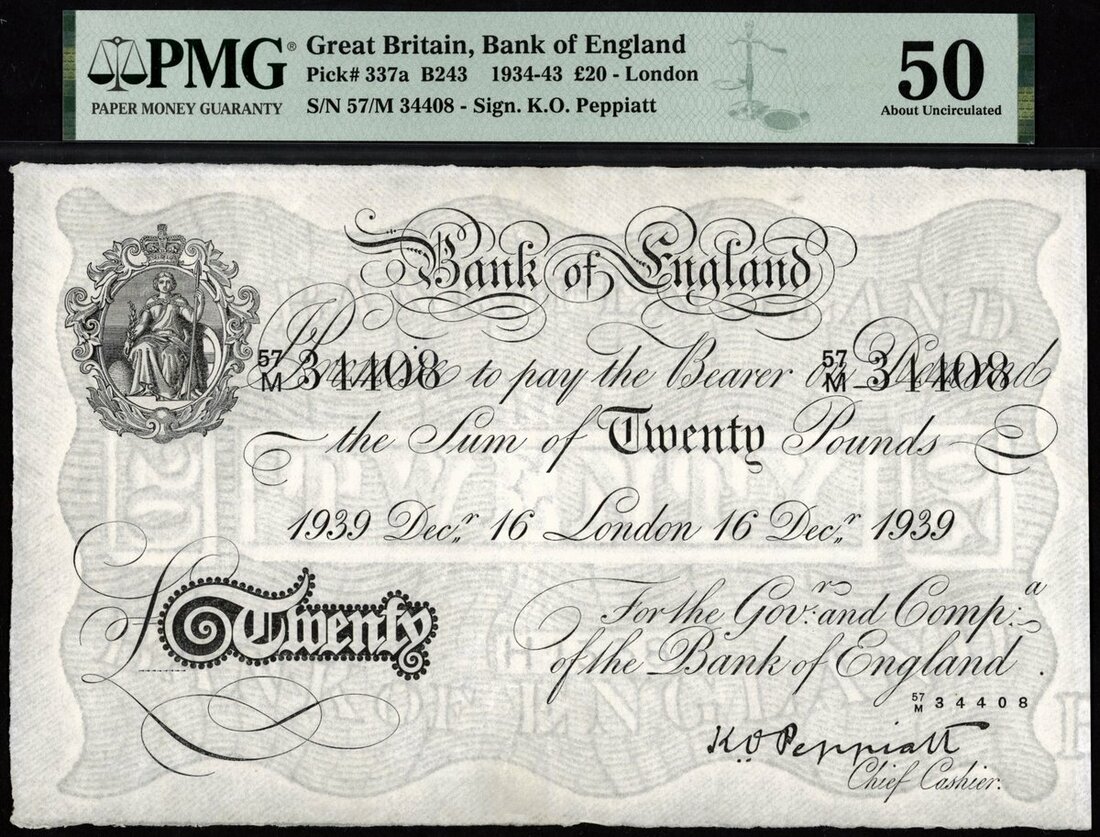 PMG® Great Britain, Bank of England
PAPER MONEY GUARANTY
Pick# 337a B243 1934-43 £20 - London
S/N 57/M 34408 - Sign. K.O. Peppiatt
50
About Uncirculated
Bank of England
57/M 34408 57/M 34408
I Promise to pay the Bearer on Demand
the Sum of Twenty Pounds
1939 Decr. 16 London 16 Decr. 1939
For the Govr. and Compa.
of the Bank of England.
£Twenty
57/M 34408
K.O. Peppiatt
Chief Cashier.
TWENTY
20